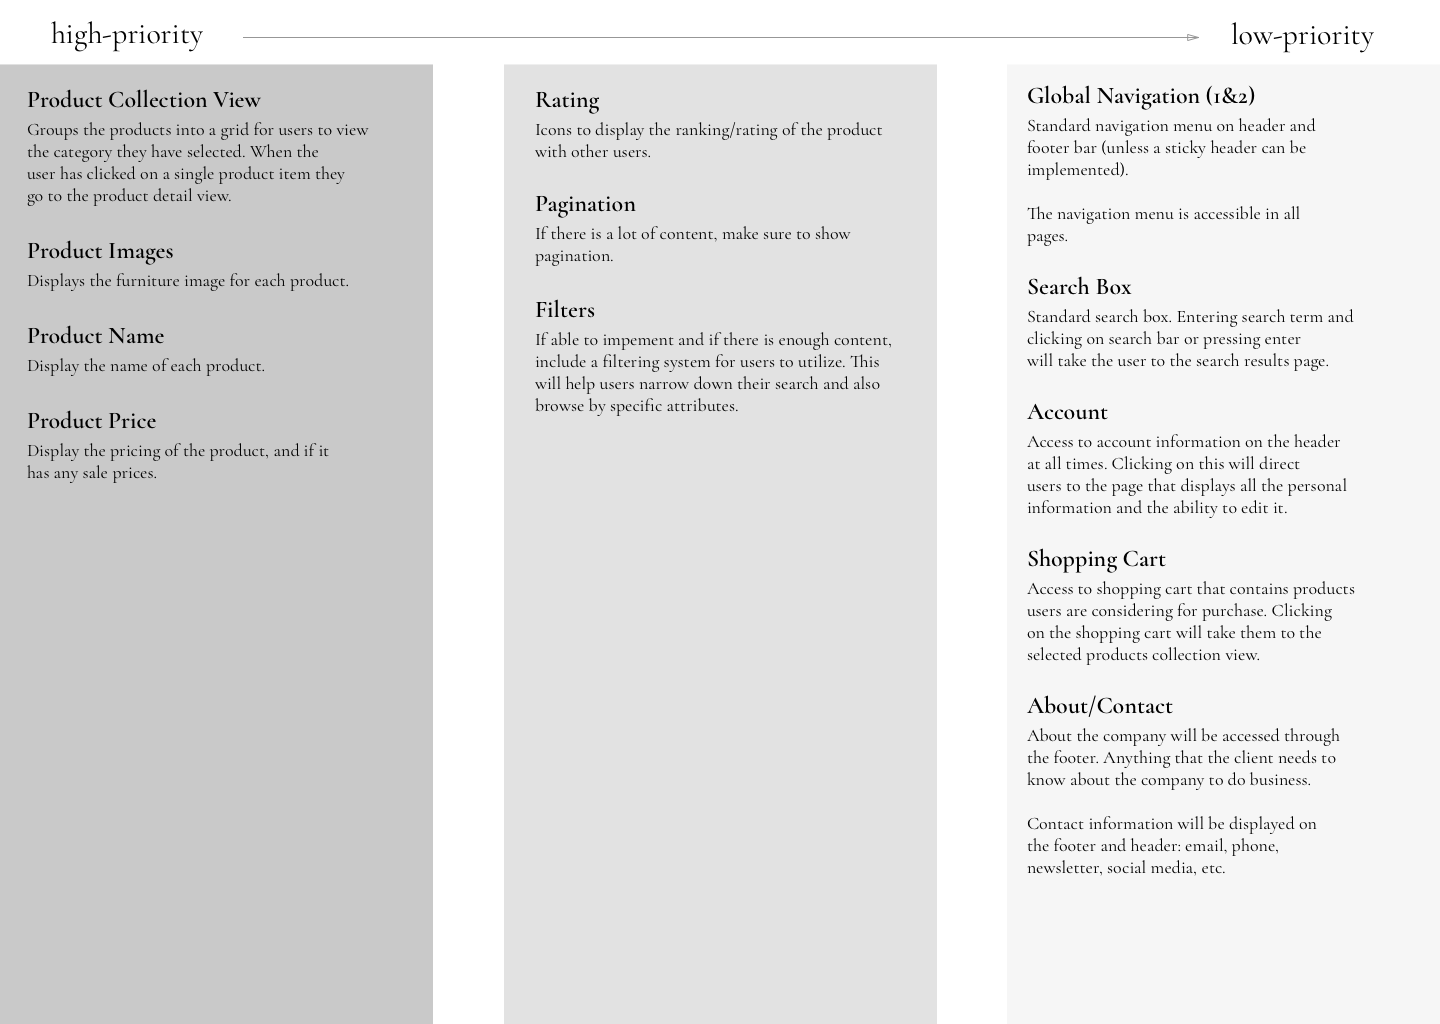 high-priority
low-priority
Product Collection View
Groups the products into a grid for users to view
the category they have selected. When the
user has clicked on a single product item they
go to the product detail view.
Product Images
Displays the furniture image for each product.
Product Name
Display the name of each product.
Product Price
Display the pricing of the product, and if it
has any sale prices.
Rating
Icons to display the ranking/rating of the product
with other users.
Pagination
If there is a lot of content, make sure to show
pagination.
Filters
If able to impement and if there is enough content,
include a filtering system for users to utilize. This
will help users narrow down their search and also
browse by specific attributes.
Global Navigation (1&2)
Standard navigation menu on header and
footer bar (unless a sticky header can be
implemented).
The navigation menu is accessible in all
pages.
Search Box
Standard search box. Entering search term and
clicking on search bar or pressing enter
will take the user to the search results page.
Account
Access to account information on the header
at all times. Clicking on this will direct
users to the page that displays all the personal
information and the ability to edit it.
Shopping Cart
Access to shopping cart that contains products
users are considering for purchase. Clicking
on the shopping cart will take them to the
selected products collection view.
About/Contact
About the company will be accessed through
the footer. Anything that the client needs to
know about the company to do business.
Contact information will be displayed on
the footer and header: email, phone,
newsletter, social media, etc.